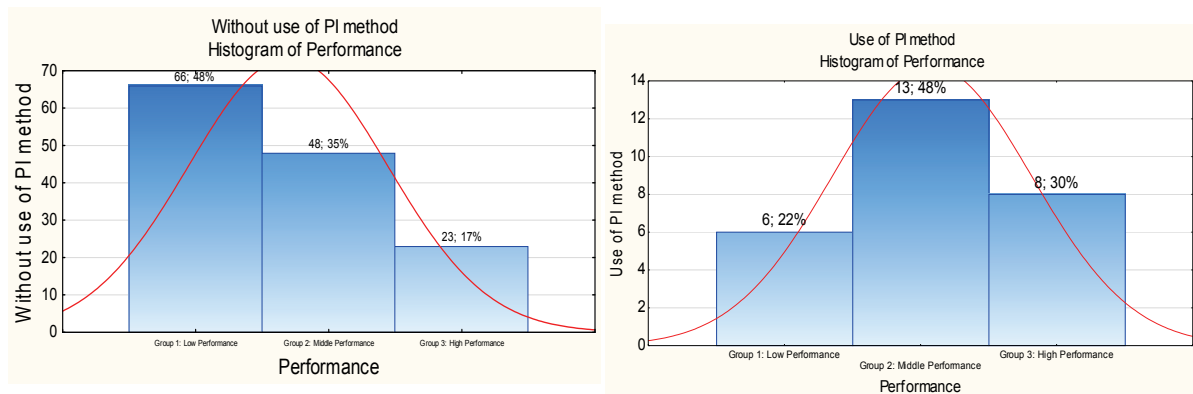 Without use of PI method
Histogram of Performance
Without use of PI method
70
60
50
40
30
20
10
0
66; 48%
48; 35%
23; 17%
Group 1: Low Performance
Group 2: Middle Performance
Group 3: High Performance
Performance
Use of PI method
Histogram of Performance
Use of PI method
14
12
10
8
6
4
2
0
13; 48%
6; 22%
8; 30%
Group 1: Low Performance
Group 2: Middle Performance
Group 3: High Performance
Performance